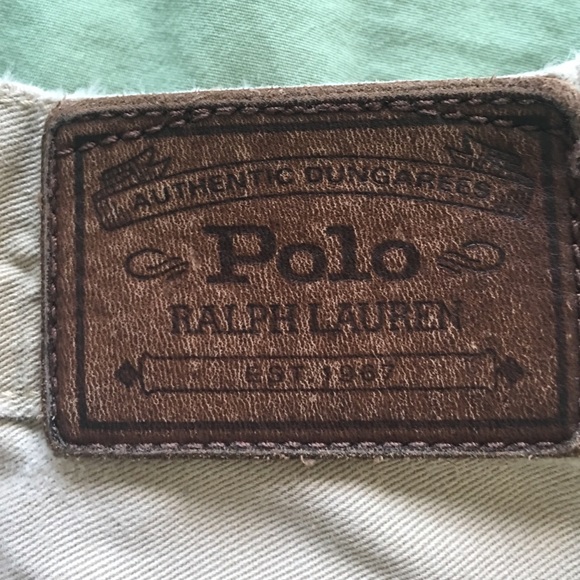 AUTHENTIC DUNGAREES
Polo
RALPH LAUREN
EST. 1967